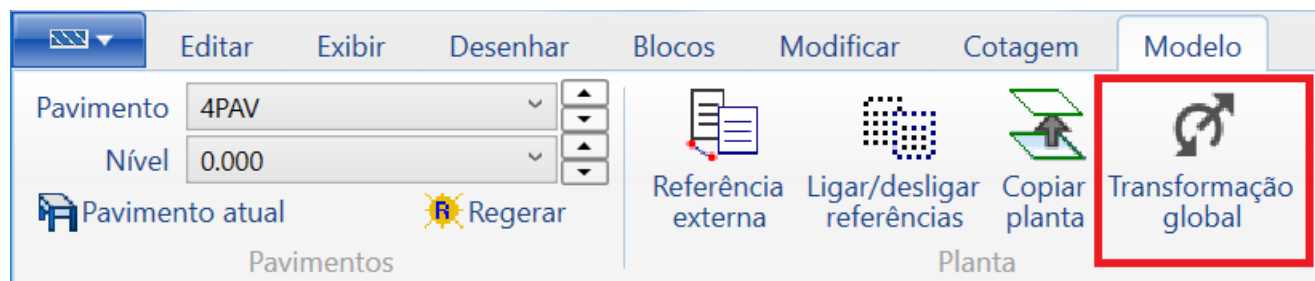 Editar Exibir Desenhar Blocos Modificar Cotagem Modelo
Pavimento 4PAV
Nível 0.000
Pavimento atual R Regerar
Pavimentos
Referência externa
Ligar/desligar referências
Copiar planta
Transformação global
Planta